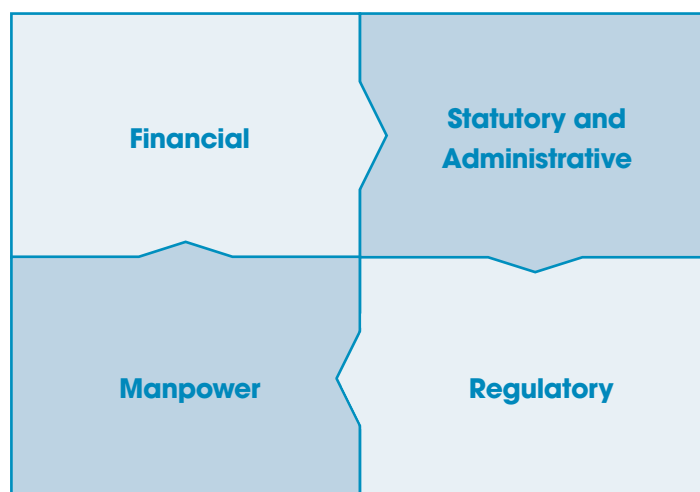 Financial
Statutory and
Administrative
Manpower
Regulatory